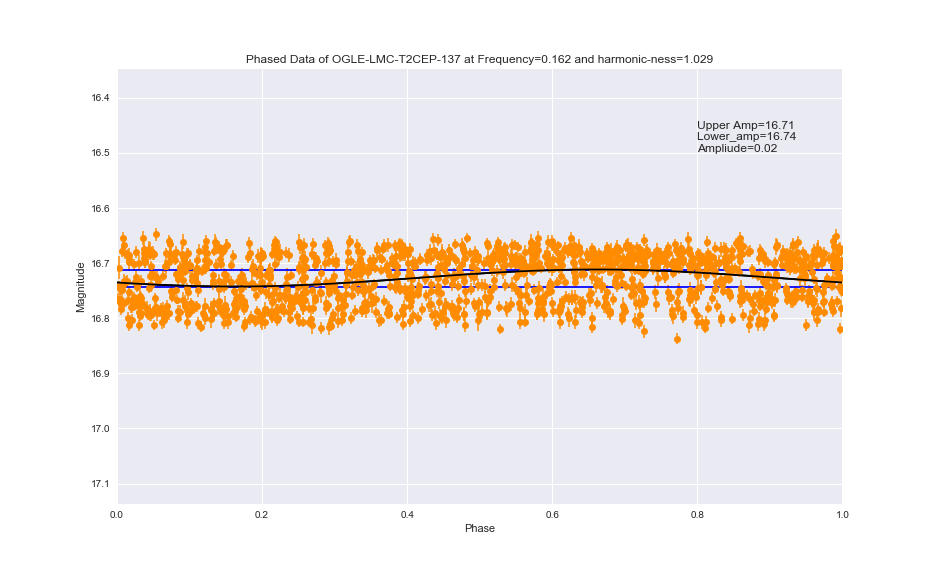 Phased Data of OGLE-LMC-T2CEP-137 at Frequency=0.162 and harmonic-ness=1.029
16.4
16.5
16.6
16.7
16.8
16.9
17.0
17.1
Magnitude
Upper Amp=16.71
Lower_amp=16.74
Ampliude=0.02
0.0 0.2 0.4 0.6 0.8 1.0
Phase